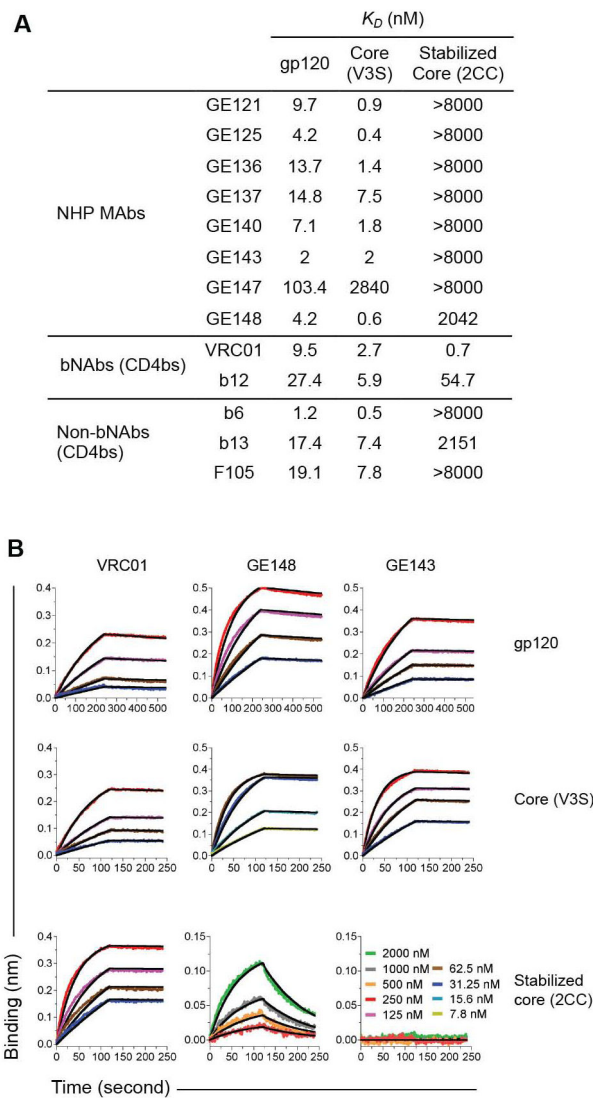 A
K_D (nM)
gp120 Core (V3S) Stabilized Core (2CC)
NHP MAbs
GE121 9.7 0.9 >8000
GE125 4.2 0.4 >8000
GE136 13.7 1.4 >8000
GE137 14.8 7.5 >8000
GE140 7.1 1.8 >8000
GE143 2 2 >8000
GE147 103.4 2840 >8000
GE148 4.2 0.6 2042
bNAbs (CD4bs)
VRC01 9.5 2.7 0.7
b12 27.4 5.9 54.7
Non-bNAbs
(CD4bs)
b6 1.2 0.5 >8000
b13 17.4 7.4 2151
F105 19.1 7.8 >8000
B
VRC01 GE148 GE143
gp120
0.4
0.3
0.2
0.1
0.0
0 100 200 300 400 500
0.5
0.4
0.3
0.2
0.1
0.0
0 100 200 300 400 500
0.5
0.4
0.3
0.2
0.1
0.0
0 100 200 300 400 500
Core (V3S)
0.4
0.3
0.2
0.1
0.0
0 50 100 150 200 250
0.5
0.4
0.3
0.2
0.1
0.0
0 50 100 150 200 250
0.5
0.4
0.3
0.2
0.1
0.0
0 50 100 150 200 250
Stabilized
core (2CC)
0.4
0.3
0.2
0.1
0.0
0 50 100 150 200 250
0.15
0.10
0.05
0.00
0 50 100 150 200 250
0.15
0.10
0.05
0.00
0 50 100 150 200 250
2000 nM
1000 nM 62.5 nM
500 nM 31.25 nM
250 nM 15.6 nM
125 nM 7.8 nM
Binding (nm)
Time (second)